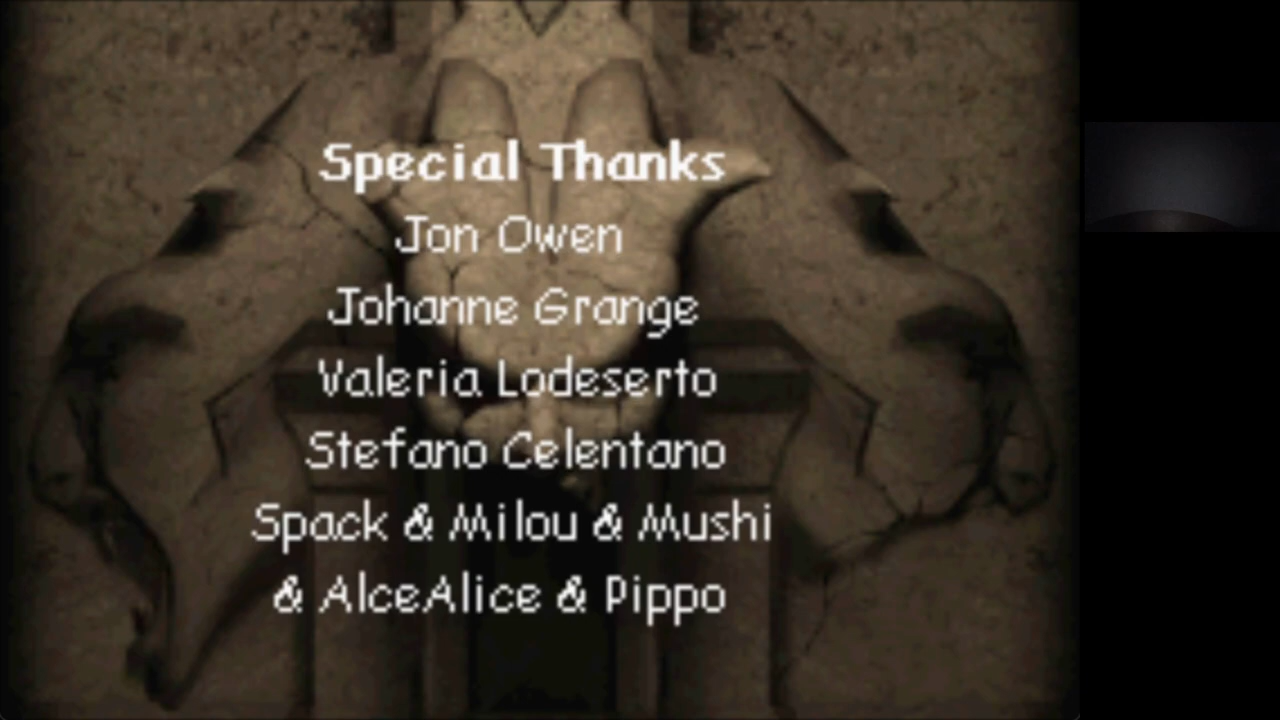 Special Thanks
Jon Owen
Johanne Grange
Valeria Lodeserto
Stefano Celentano
Spack & Milou & Mushi
& AlceAlice & Pippo